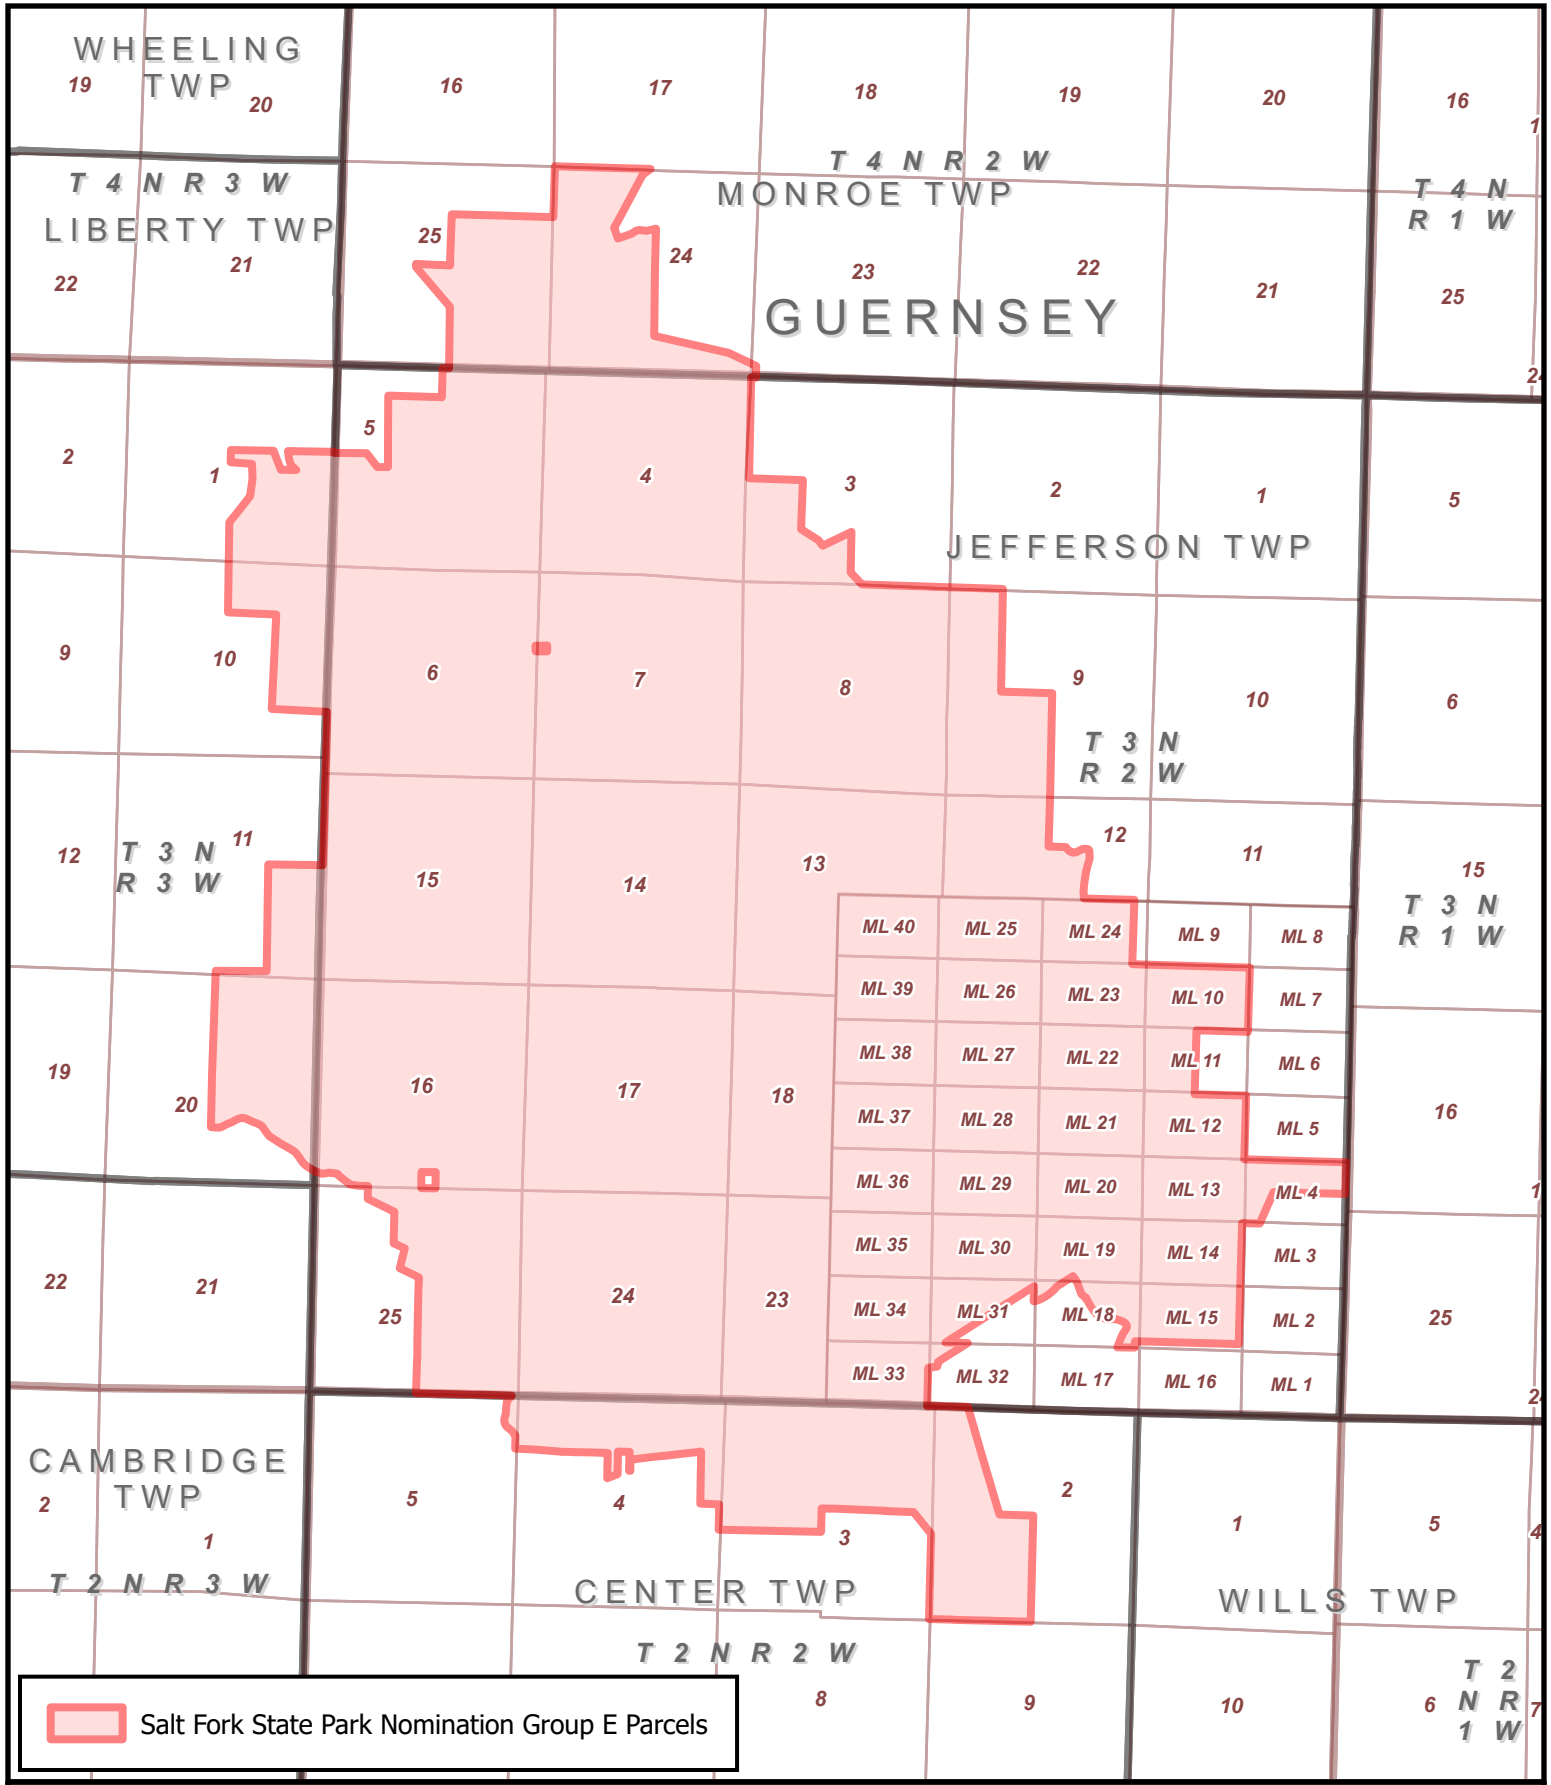 WHEELING
TWP
19
20
16
17
18
19
20
16
1
T 4 N R 3 W
LIBERTY TWP
22
21
25
24
T 4 N R 2 W
MONROE TWP
23
22
21
T 4 N
R 1 W
25
24
GUERNSEY
2
1
5
4
3
2
1
5
JEFFERSON TWP
9
10
6
7
8
9
10
6
T 3 N
R 2 W
12
T 3 N
R 3 W
11
15
14
13
12
11
15
T 3 N
R 1 W
ML 40
ML 25
ML 24
ML 9
ML 8
ML 39
ML 26
ML 23
ML 10
ML 7
ML 38
ML 27
ML 22
ML 11
ML 6
ML 37
ML 28
ML 21
ML 12
ML 5
ML 36
ML 29
ML 20
ML 13
ML 4
ML 35
ML 30
ML 19
ML 14
ML 3
ML 34
ML 31
ML 18
ML 15
ML 2
ML 33
ML 32
ML 17
ML 16
ML 1
19
20
16
17
18
16
1
22
21
25
24
23
25
24
CAMBRIDGE
TWP
2
1
T 2 N R 3 W
5
4
3
2
1
5
4
CENTER TWP
WILLS TWP
T 2 N R 2 W
8
9
10
6
T 2
N R
1 W
7
Salt Fork State Park Nomination Group E Parcels